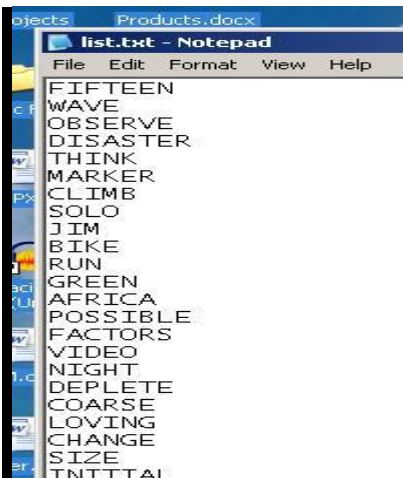 ojects Products.docx
list.txt - Notepad
File Edit Format View Help
FIFTEEN
WAVE
OBSERVE
DISASTER
THINK
MARKER
CLIMB
SOLO
JIM
BIKE
RUN
GREEN
AFRICA
POSSIBLE
FACTORS
VIDEO
NIGHT
DEPLETE
COARSE
LOVING
CHANGE
SIZE
INITIAL